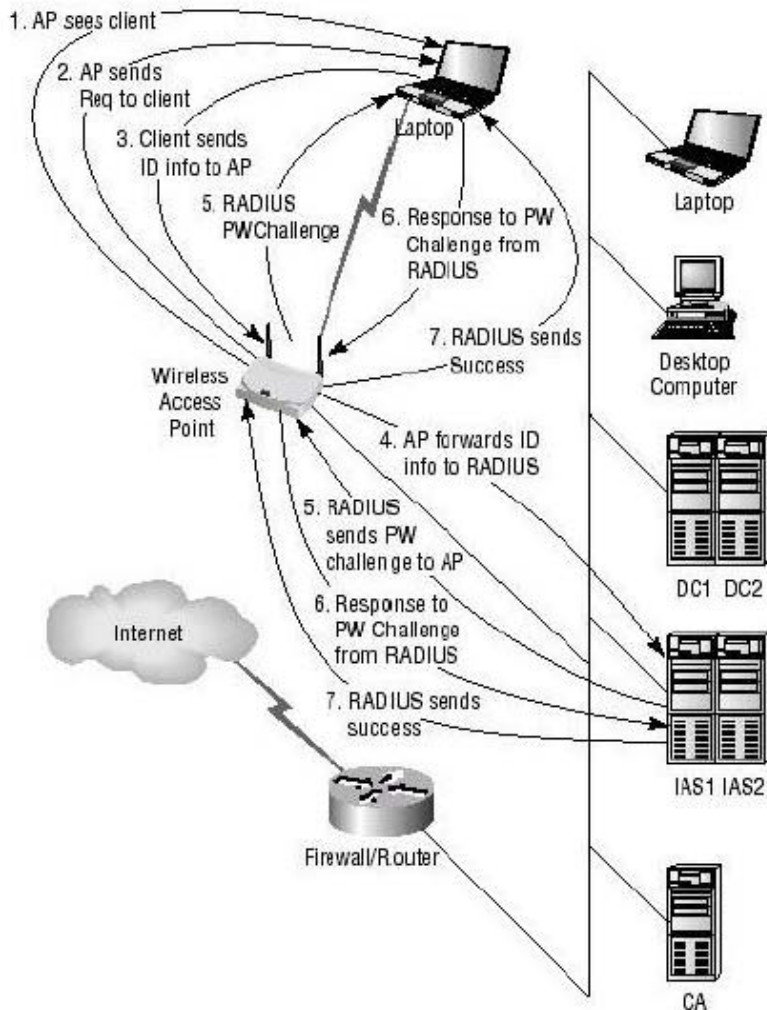 1. AP sees client
2. AP sends
Req to client
3. Client sends
ID info to AP
5. RADIUS
PWChallenge
Laptop
6. Response to PW
Challenge from
RADIUS
7. RADIUS sends
Success
Wireless
Access
Point
4. AP forwards ID
info to RADIUS
5. RADIUS
sends PW
challenge to AP
6. Response to
PW Challenge
from RADIUS
7. RADIUS sends
success
Internet
Firewall/Router
Laptop
Desktop
Computer
DC1 DC2
IAS1 IAS2
CA